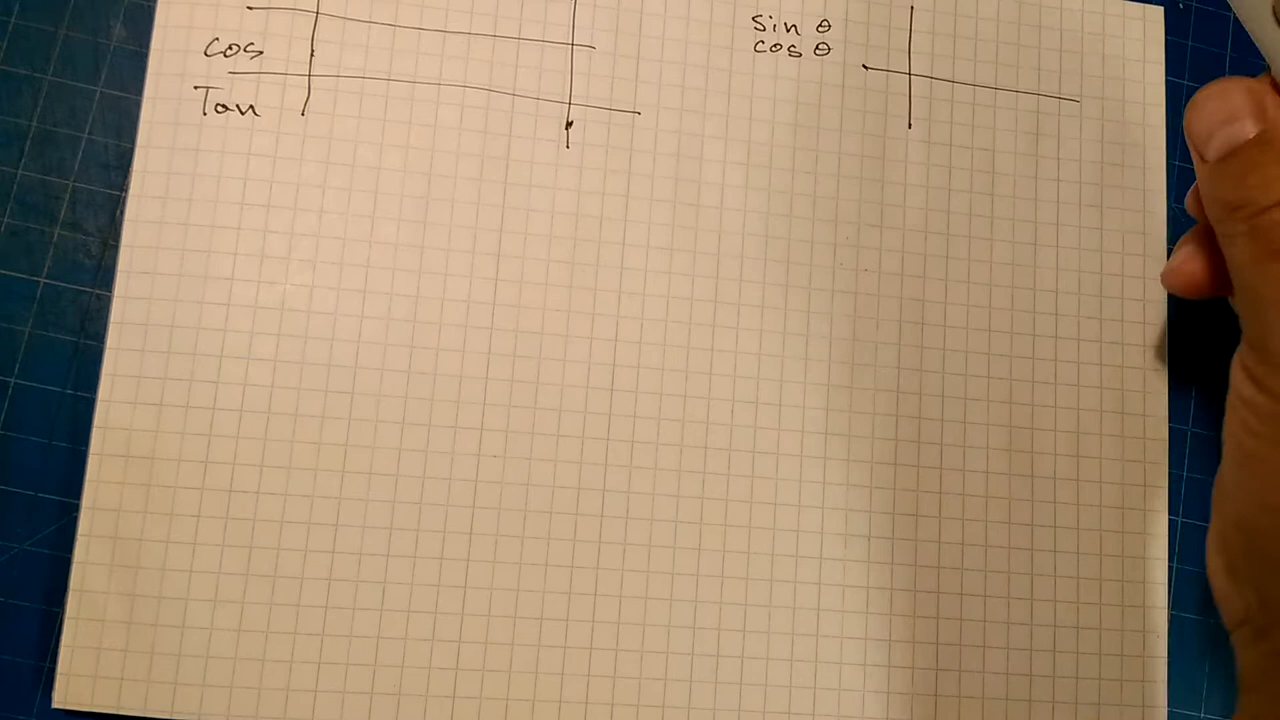 cos
Tan
sin θ
cos θ